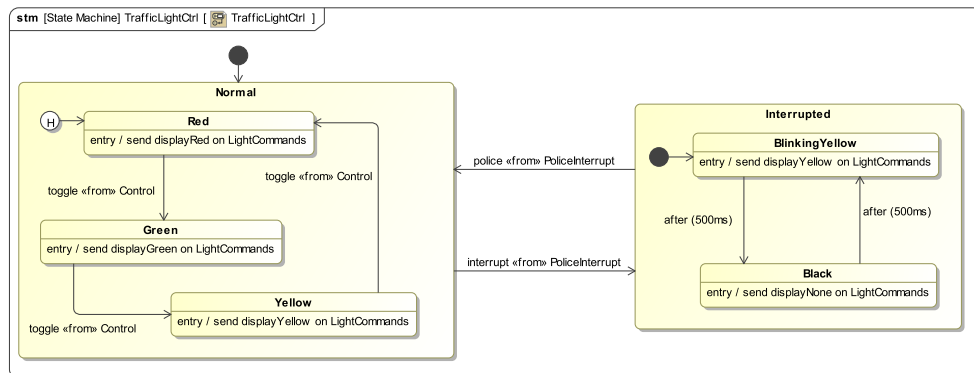 stm [State Machine] TrafficLightCtrl [ TrafficLightCtrl ]
Normal
H
Red
entry / send displayRed on LightCommands
toggle «from» Control
toggle «from» Control
Green
entry / send displayGreen on LightCommands
Yellow
entry / send displayYellow on LightCommands
toggle «from» Control
police «from» PoliceInterrupt
interrupt «from» PoliceInterrupt
Interrupted
BlinkingYellow
entry / send displayYellow on LightCommands
after (500ms)
after (500ms)
Black
entry / send displayNone on LightCommands